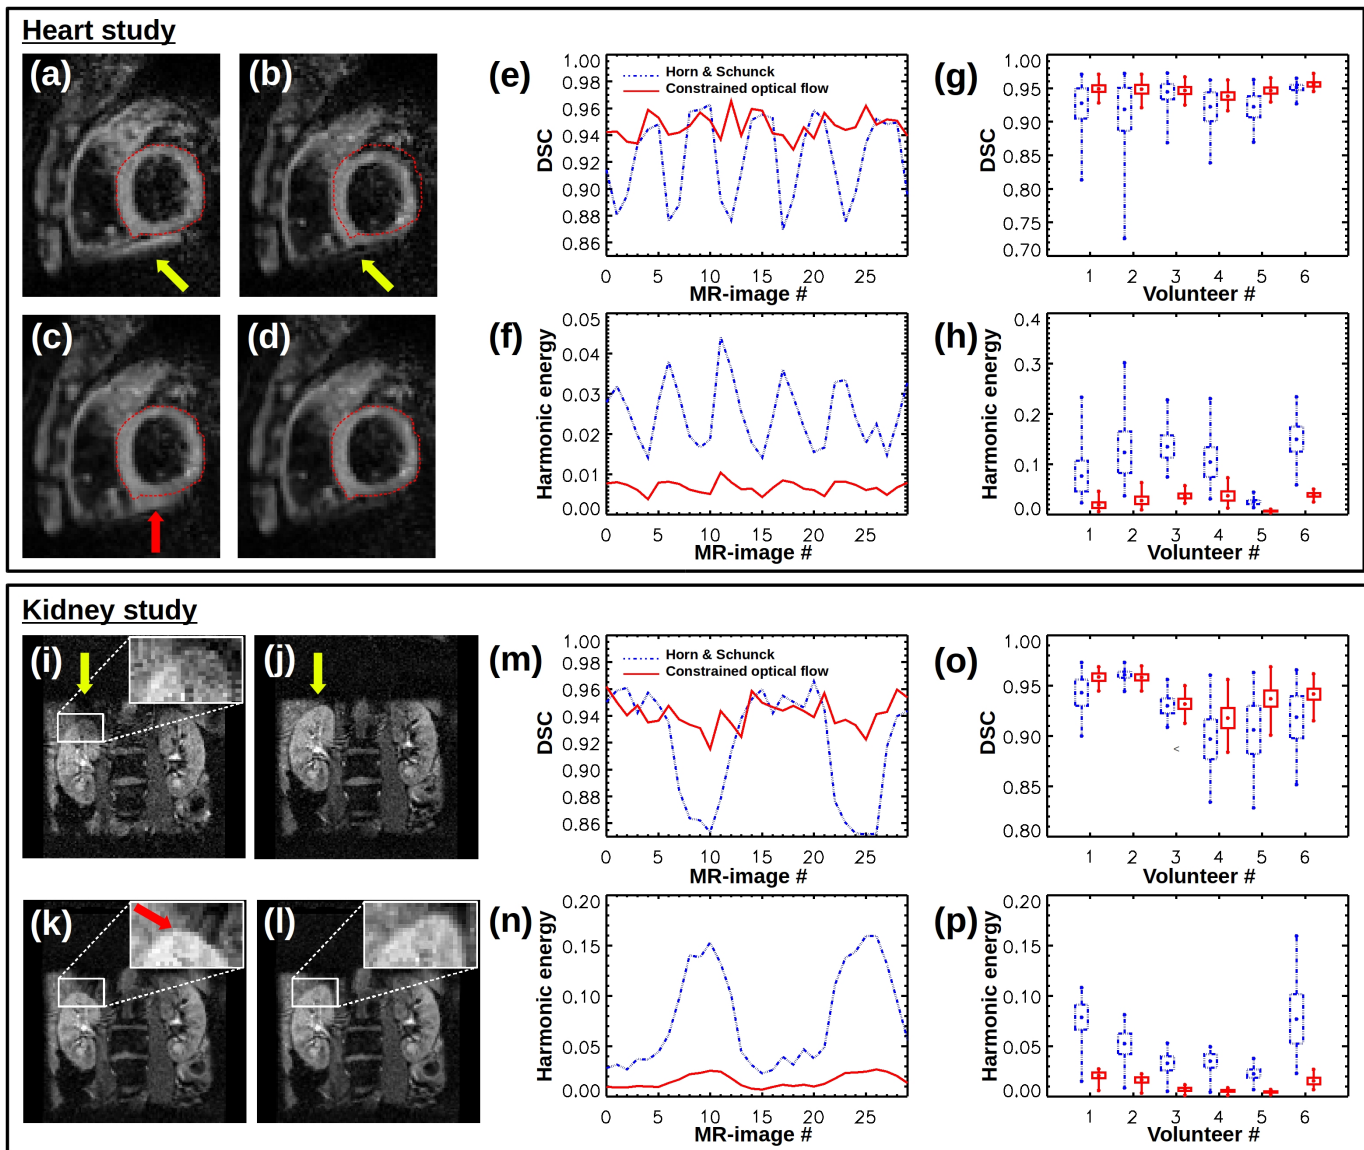 Heart study
(a)
(b)
(c)
(d)
(e)
1.00
0.98
0.96
0.94
0.92
0.90
0.88
0.86
DSC
Horn & Schunck
Constrained optical flow
0 5 10 15 20 25
MR-image #
(g)
1.00
0.95
0.90
0.85
0.80
0.75
0.70
DSC
1 2 3 4 5 6
Volunteer #
(f)
0.05
0.04
0.03
0.02
0.01
0.00
Harmonic energy
0 5 10 15 20 25
MR-image #
(h)
0.4
0.3
0.2
0.1
0.0
Harmonic energy
1 2 3 4 5 6
Volunteer #
Kidney study
(i)
(j)
(k)
(l)
(m)
1.00
0.98
0.96
0.94
0.92
0.90
0.88
0.86
DSC
Horn & Schunck
Constrained optical flow
0 5 10 15 20 25
MR-image #
(o)
1.00
0.95
0.90
0.85
0.80
DSC
<
1 2 3 4 5 6
Volunteer #
(n)
0.20
0.15
0.10
0.05
0.00
Harmonic energy
0 5 10 15 20 25
MR-image #
(p)
0.20
0.15
0.10
0.05
0.00
Harmonic energy
1 2 3 4 5 6
Volunteer #